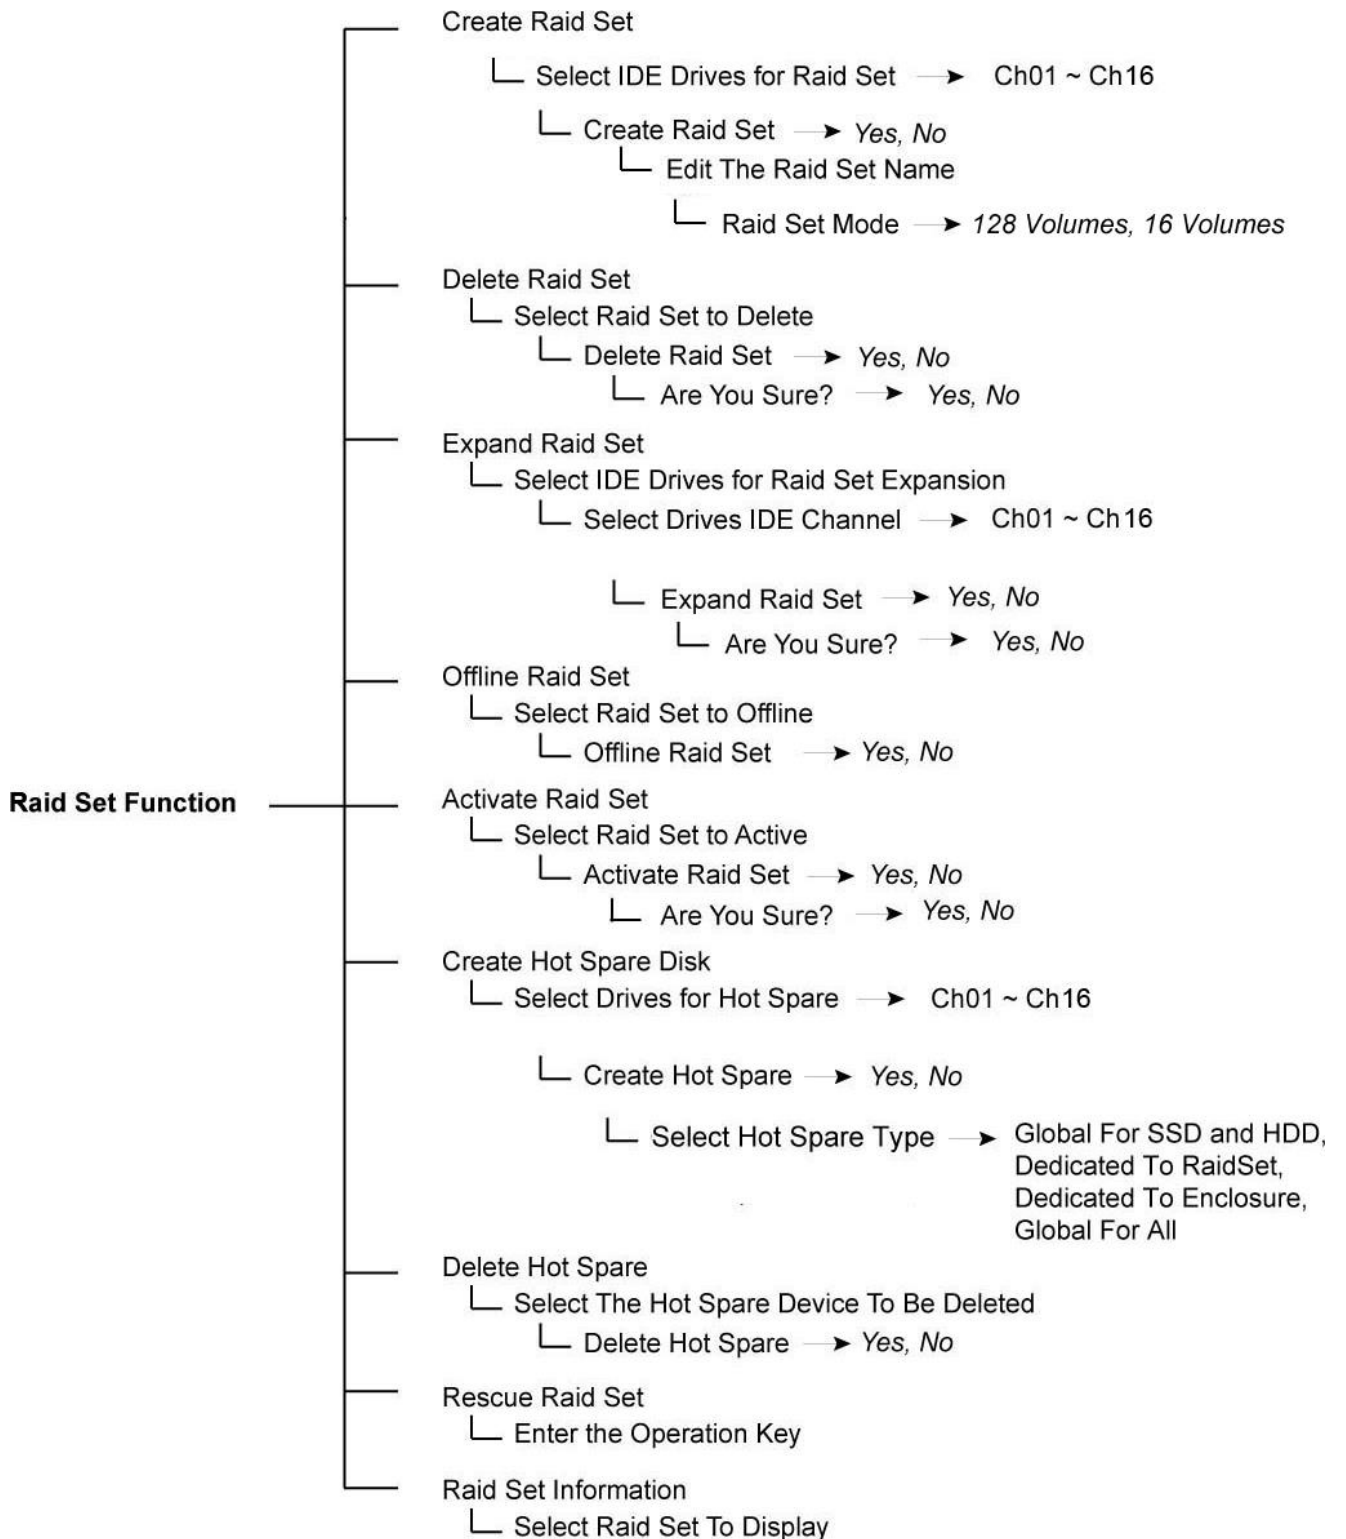 Create Raid Set
Select IDE Drives for Raid Set Ch01 ~ Ch16
Create Raid Set Yes, No
Edit The Raid Set Name
Raid Set Mode 128 Volumes, 16 Volumes
Delete Raid Set
Select Raid Set to Delete
Delete Raid Set Yes, No
Are You Sure? Yes, No
Expand Raid Set
Select IDE Drives for Raid Set Expansion
Select Drives IDE Channel Ch01 ~ Ch16
Expand Raid Set Yes, No
Are You Sure? Yes, No
Offline Raid Set
Select Raid Set to Offline
Offline Raid Set Yes, No
Raid Set Function Activate Raid Set
Select Raid Set to Active
Activate Raid Set Yes, No
Are You Sure? Yes, No
Create Hot Spare Disk
Select Drives for Hot Spare Ch01 ~ Ch16
Create Hot Spare Yes, No
Select Hot Spare Type Global For SSD and HDD,
Dedicated To RaidSet,
Dedicated To Enclosure,
Global For All
Delete Hot Spare
Select The Hot Spare Device To Be Deleted
Delete Hot Spare Yes, No
Rescue Raid Set
Enter the Operation Key
Raid Set Information
Select Raid Set To Display